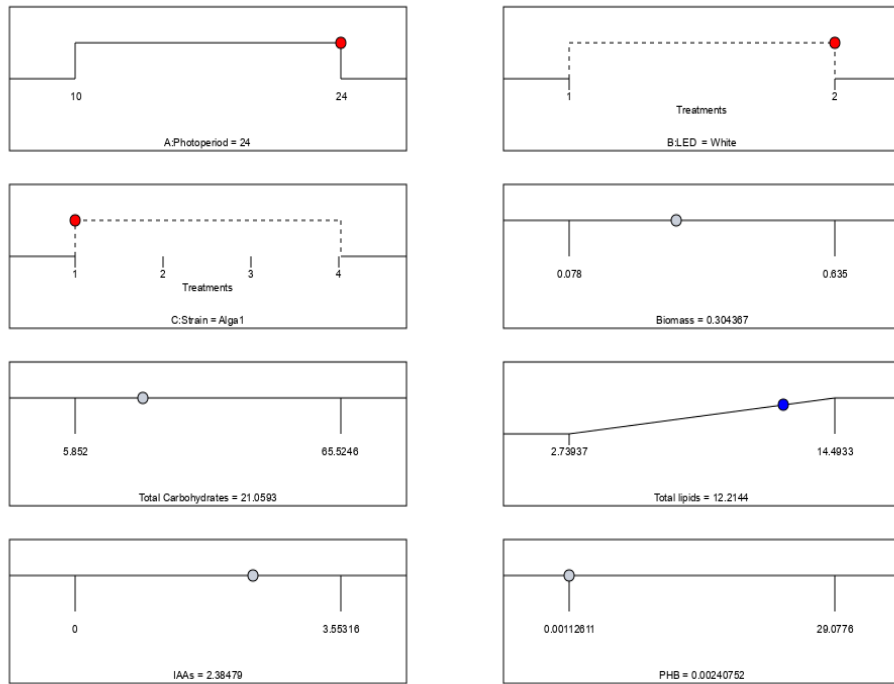 10 24
A:Photoperiod = 24
1 2
Treatments
B:LED = White
1 2 3 4
Treatments
C:Strain = Alga1
0.078 0.635
Biomass = 0.304367
5.852 65.5246
Total Carbohydrates = 21.0593
2.73937 14.4933
Total lipids = 12.2144
0 3.55316
IAAs = 2.38479
0.00112611 29.0776
PHB = 0.00240752